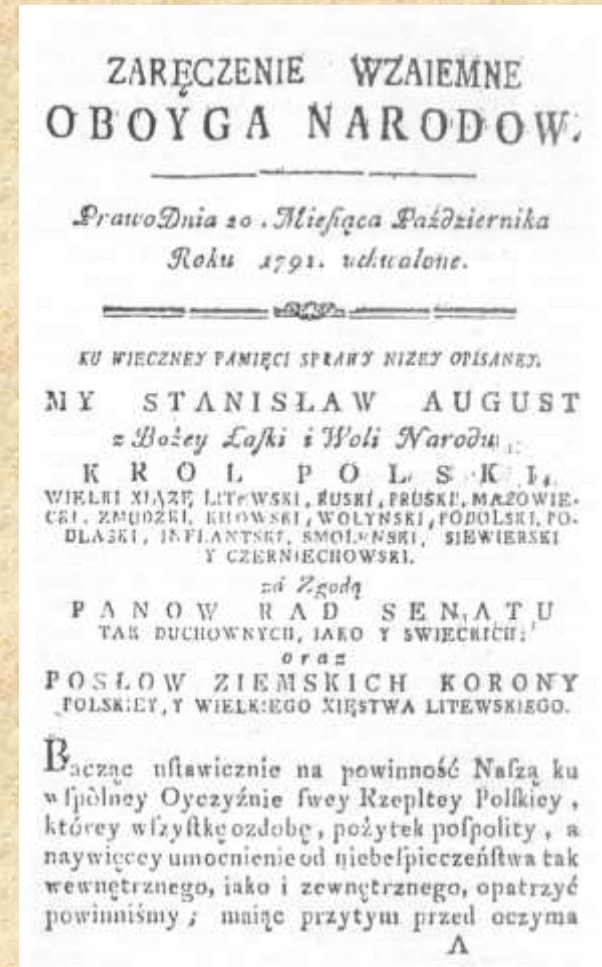 ZARĘCZENIE WZAIEMNE
OBOYGA NARODOW.
Prawo Dnia 20. Mieſiąca Października
Roku 1791. uchwalone.
KU WIECZNEY PAMIĘCI SPRAWY NIZEY OPISANEY.
MY STANISŁAW AUGUST
z Bożey Łaſki i Woli Narodu
KROL POLSKI,
WIELKI XIĄZĘ LITEWSKI, RUSKI, PRUSKI, MAZOWIE-
CKI, ZMUDZKI, KIIOWSKI, WOŁYNSKI, PODOLSKI, PO-
DLASKI, INFLANTSKI, SMOLENSKI, SIEWIERSKI
Y CZERNIECHOWSKI.
zá Zgodą
PANOW RAD SENATU
TAK DUCHOWNYCH, IAKO Y SWIECKICH;
oraz
POSŁOW ZIEMSKICH KORONY
POLSKIEY, Y WIELKIEGO XIĘSTWA LITEWSKIEGO.
Bacząc uſtawicznie na powinność Naſzą ku
wſpólney Oyczyźnie ſwey Rzepltey Polſkiey,
którey wſzyſtkę ozdobę, pożytek poſpolity, a
naywięcey umocnienie od niebeſpieczeńſtwa tak
wewnętrznego, iako i zewnętrznego, opatrzyć
powinniśmy; maiąc przytym przed oczyma
A